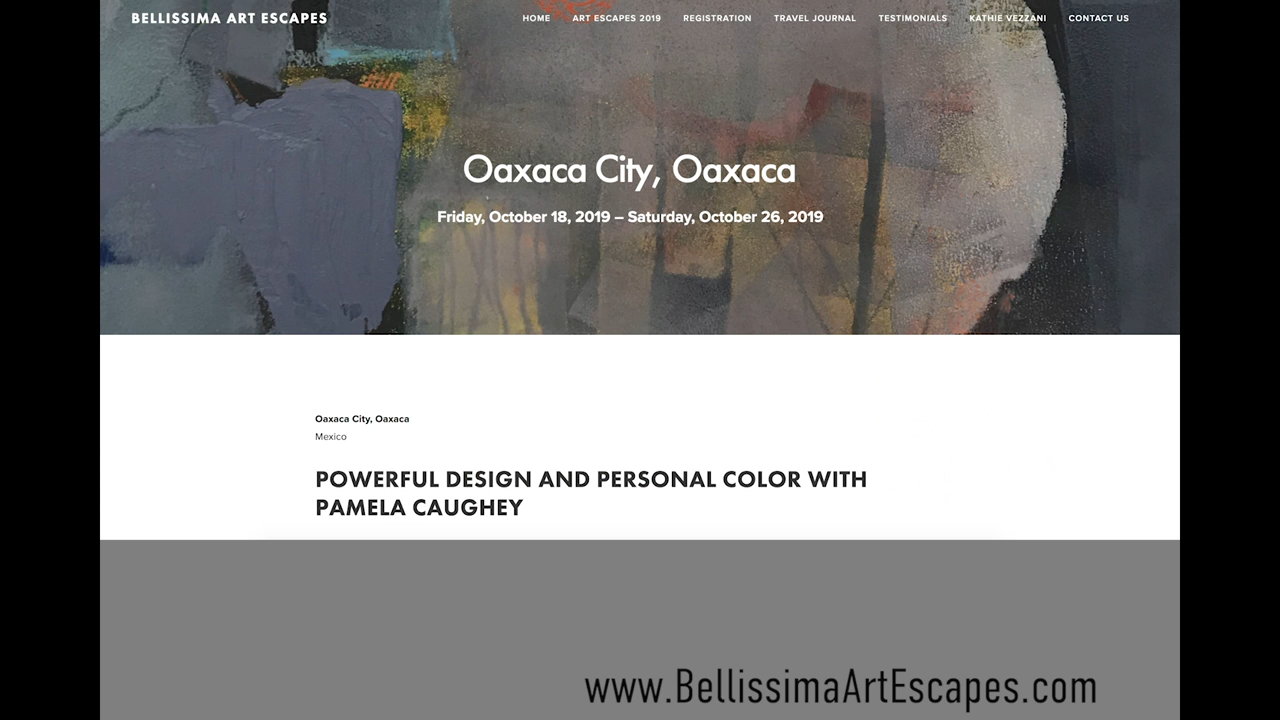 BELLISSIMA ART ESCAPES
HOME ART ESCAPES 2019 REGISTRATION TRAVEL JOURNAL TESTIMONIALS KATHIE VEZZANI CONTACT US
Oaxaca City, Oaxaca
Friday, October 18, 2019 – Saturday, October 26, 2019
Oaxaca City, Oaxaca
Mexico
POWERFUL DESIGN AND PERSONAL COLOR WITH
PAMELA CAUGHEY
www.BellissimaArtEscapes.com